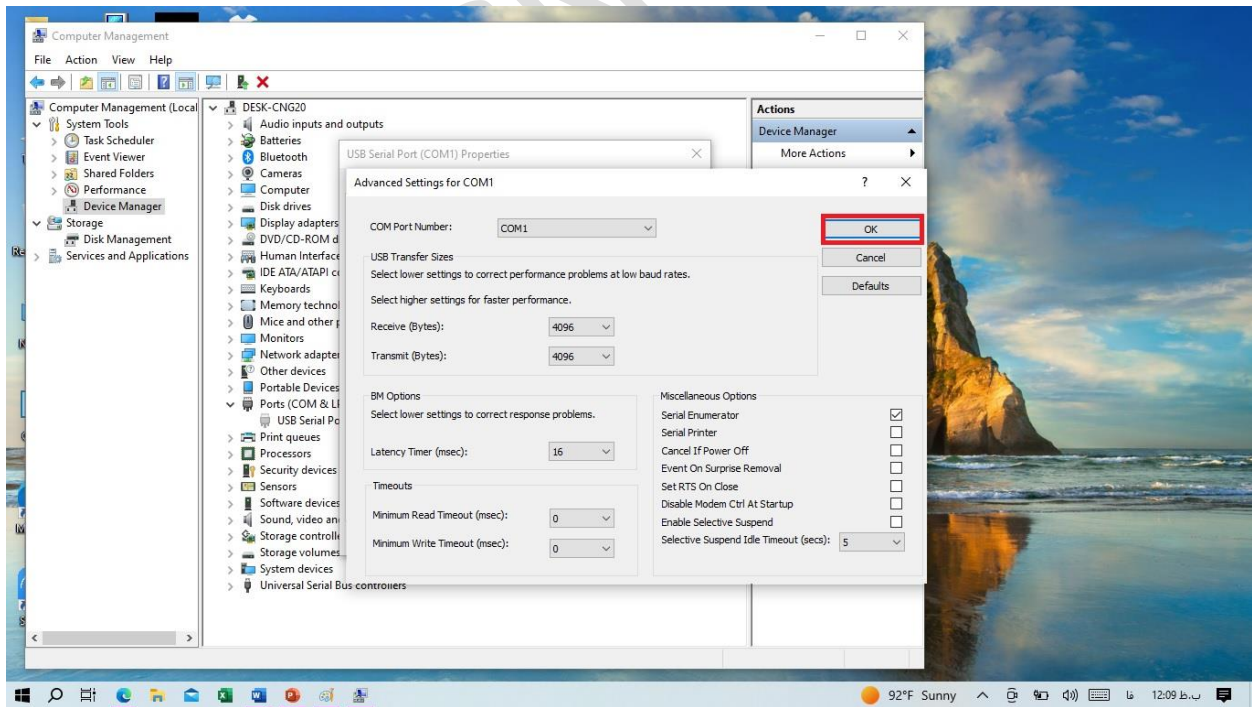 Computer Management
File Action View Help
Computer Management (Local
System Tools
Task Scheduler
Event Viewer
Shared Folders
Performance
Device Manager
Storage
Disk Management
Services and Applications
DESK-CNG20
Audio inputs and outputs
Batteries
Bluetooth
Cameras
Computer
Disk drives
Display adapters
DVD/CD-ROM d
Human Interface
IDE ATA/ATAPI co
Keyboards
Memory technol
Mice and other p
Monitors
Network adapter
Other devices
Portable Devices
Ports (COM & LP
USB Serial Po
Print queues
Processors
Security devices
Sensors
Software devices
Sound, video an
Storage controlle
Storage volumes
System devices
Universal Serial Bus controllers
Actions
Device Manager
More Actions
USB Serial Port (COM1) Properties
Advanced Settings for COM1
?
COM Port Number: COM1
OK
Cancel
Defaults
USB Transfer Sizes
Select lower settings to correct performance problems at low baud rates.
Select higher settings for faster performance.
Receive (Bytes): 4096
Transmit (Bytes): 4096
BM Options
Select lower settings to correct response problems.
Latency Timer (msec): 16
Timeouts
Minimum Read Timeout (msec): 0
Minimum Write Timeout (msec): 0
Miscellaneous Options
Serial Enumerator
Serial Printer
Cancel If Power Off
Event On Surprise Removal
Set RTS On Close
Disable Modem Ctrl At Startup
Enable Selective Suspend
Selective Suspend Idle Timeout (secs): 5
92°F Sunny
فا
12:09 ب.ظ